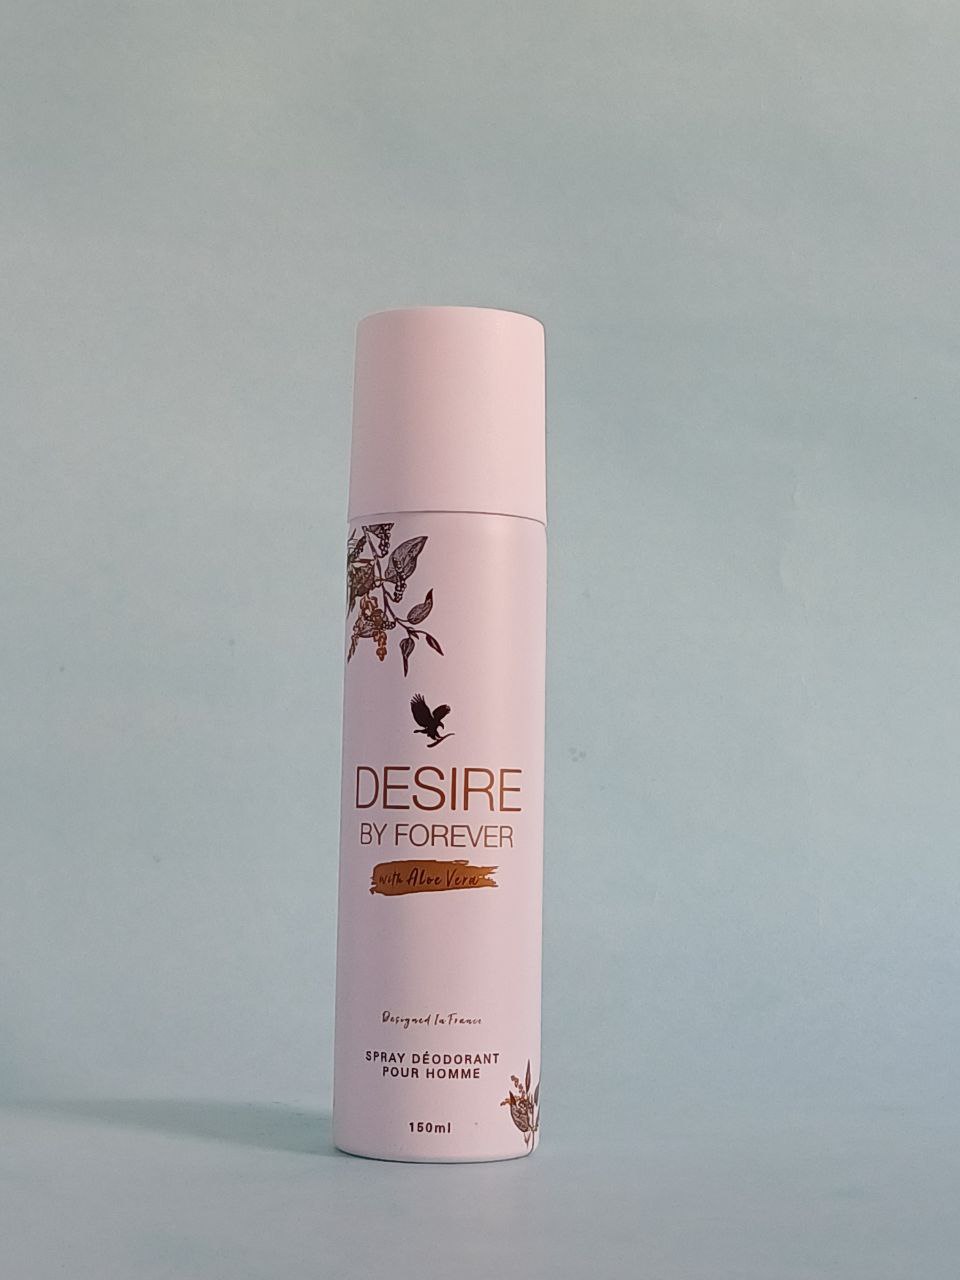 DESIRE
BY FOREVER
with Aloe Vera
Designed In France
SPRAY DÉODORANT
POUR HOMME
150ml